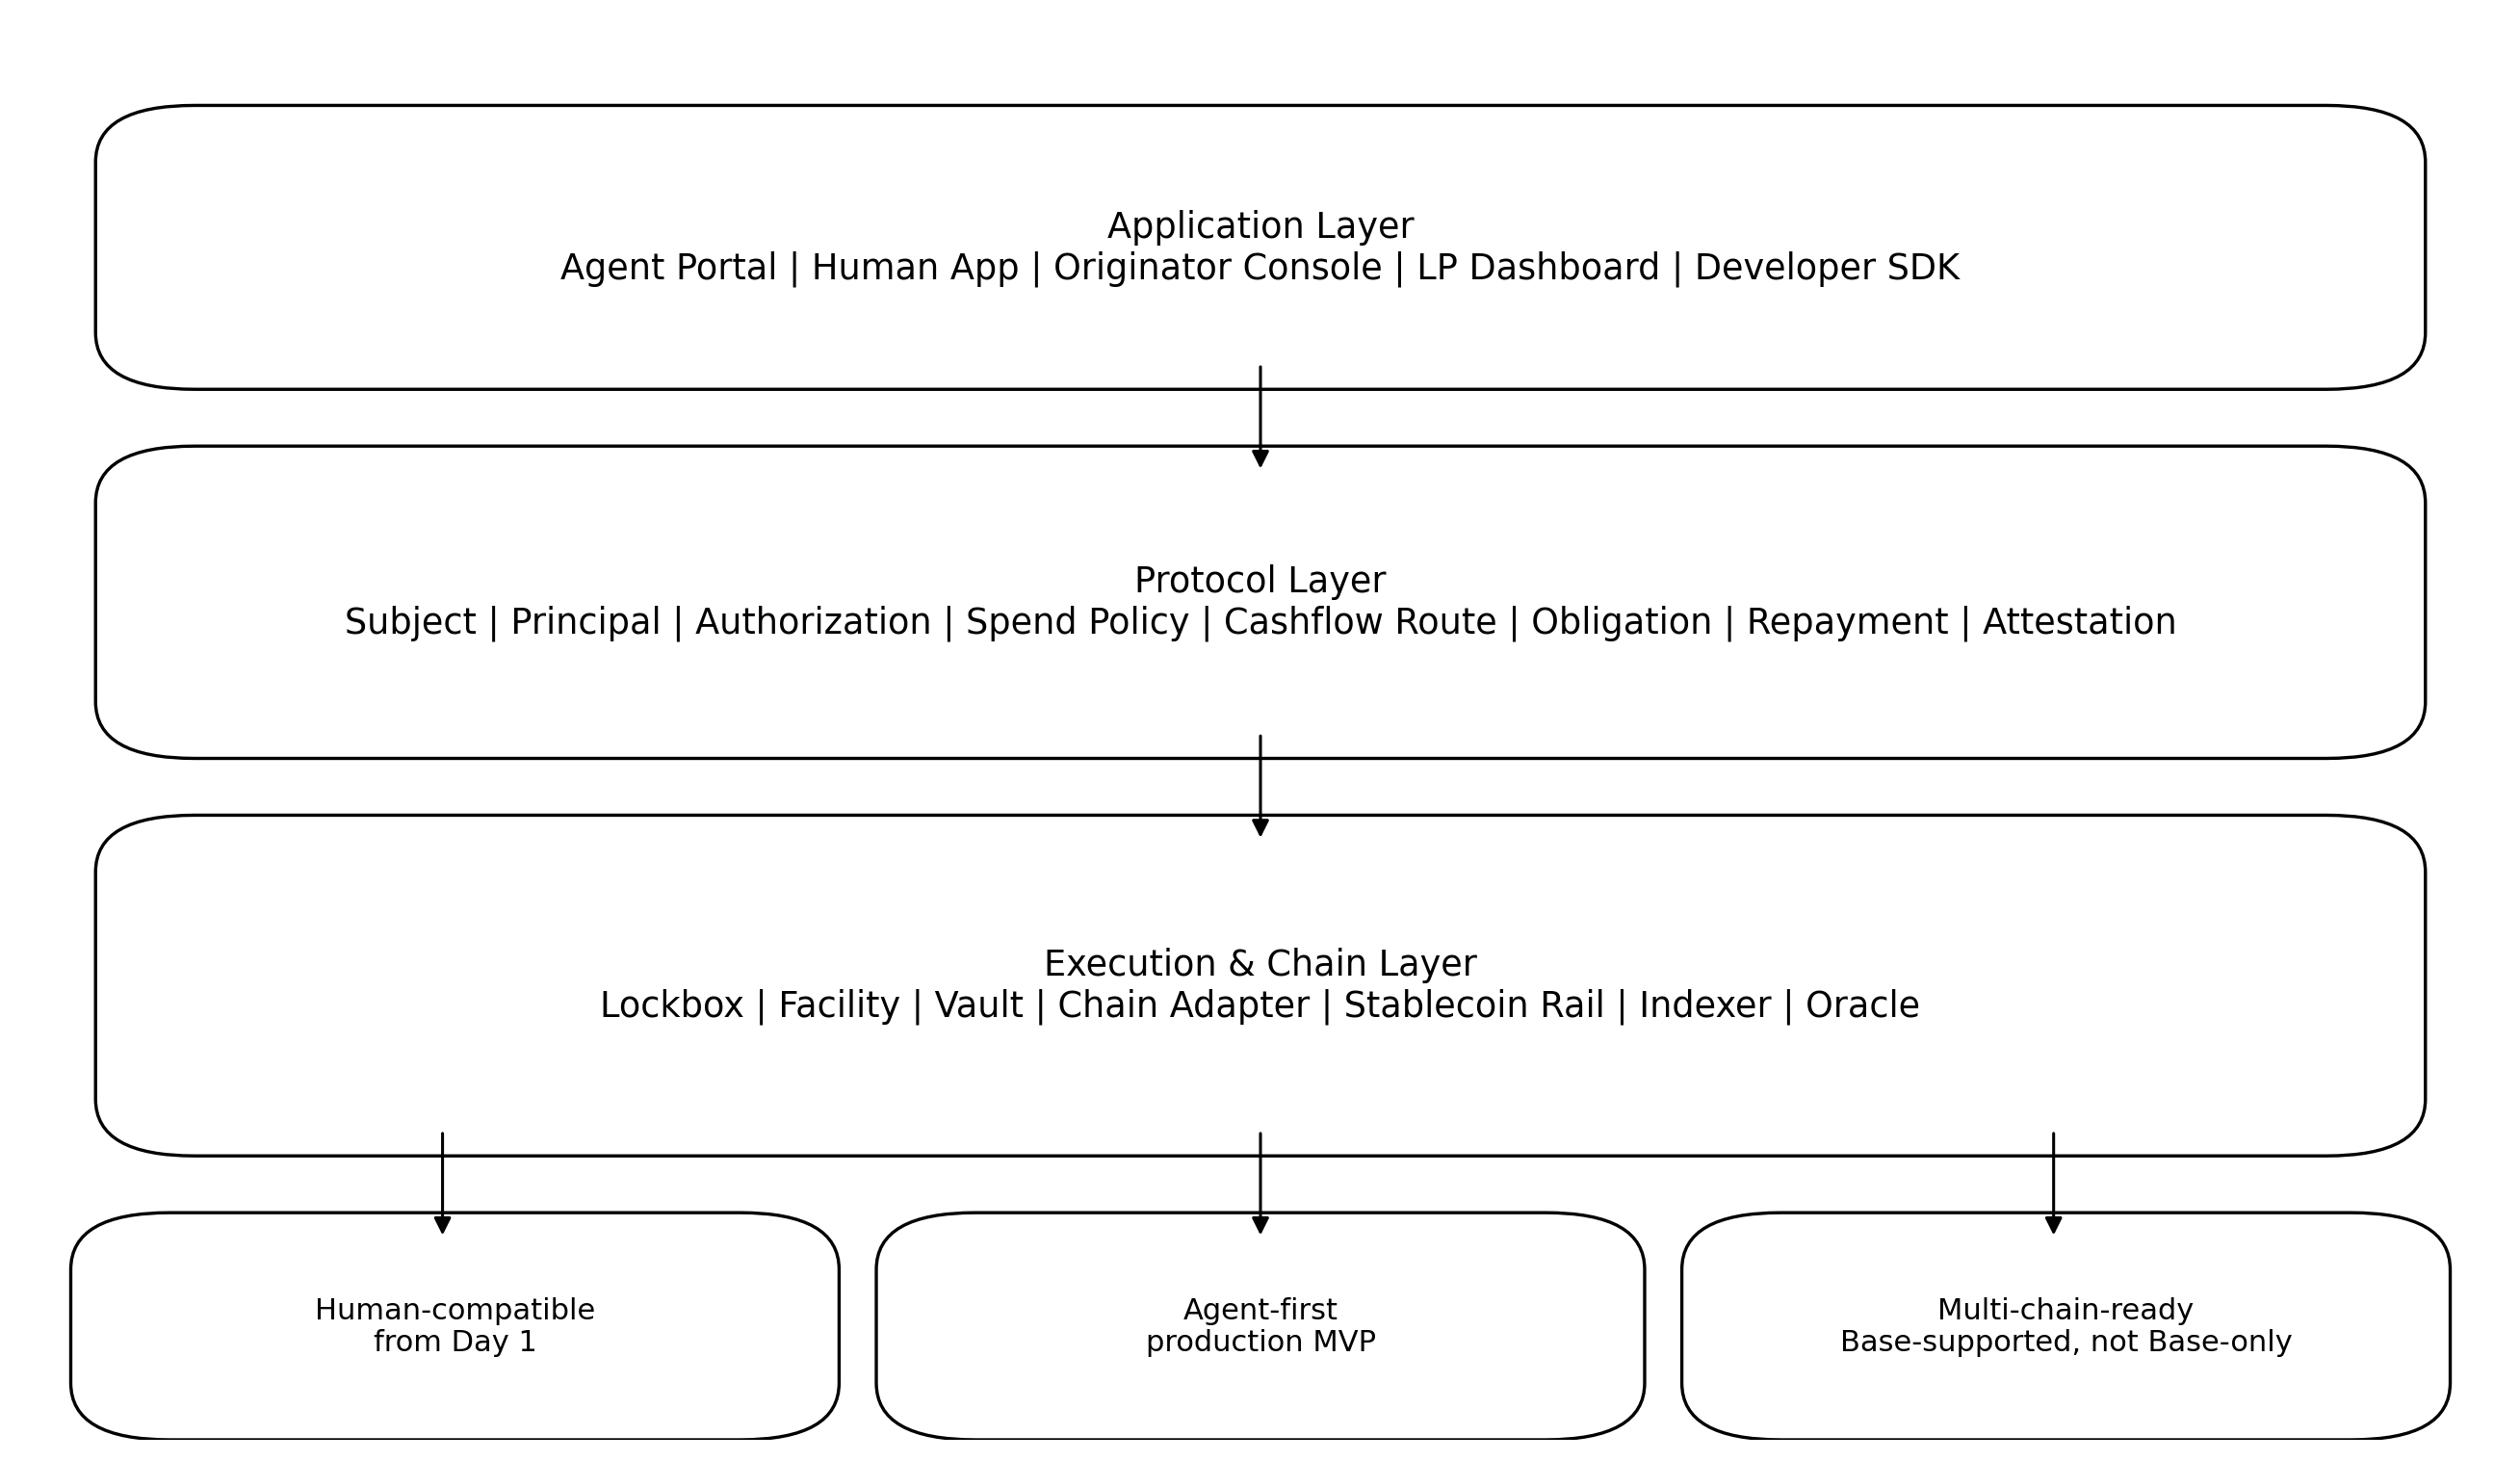 Application Layer
Agent Portal | Human App | Originator Console | LP Dashboard | Developer SDK
Protocol Layer
Subject | Principal | Authorization | Spend Policy | Cashflow Route | Obligation | Repayment | Attestation
Execution & Chain Layer
Lockbox | Facility | Vault | Chain Adapter | Stablecoin Rail | Indexer | Oracle
Human-compatible
from Day 1
Agent-first
production MVP
Multi-chain-ready
Base-supported, not Base-only